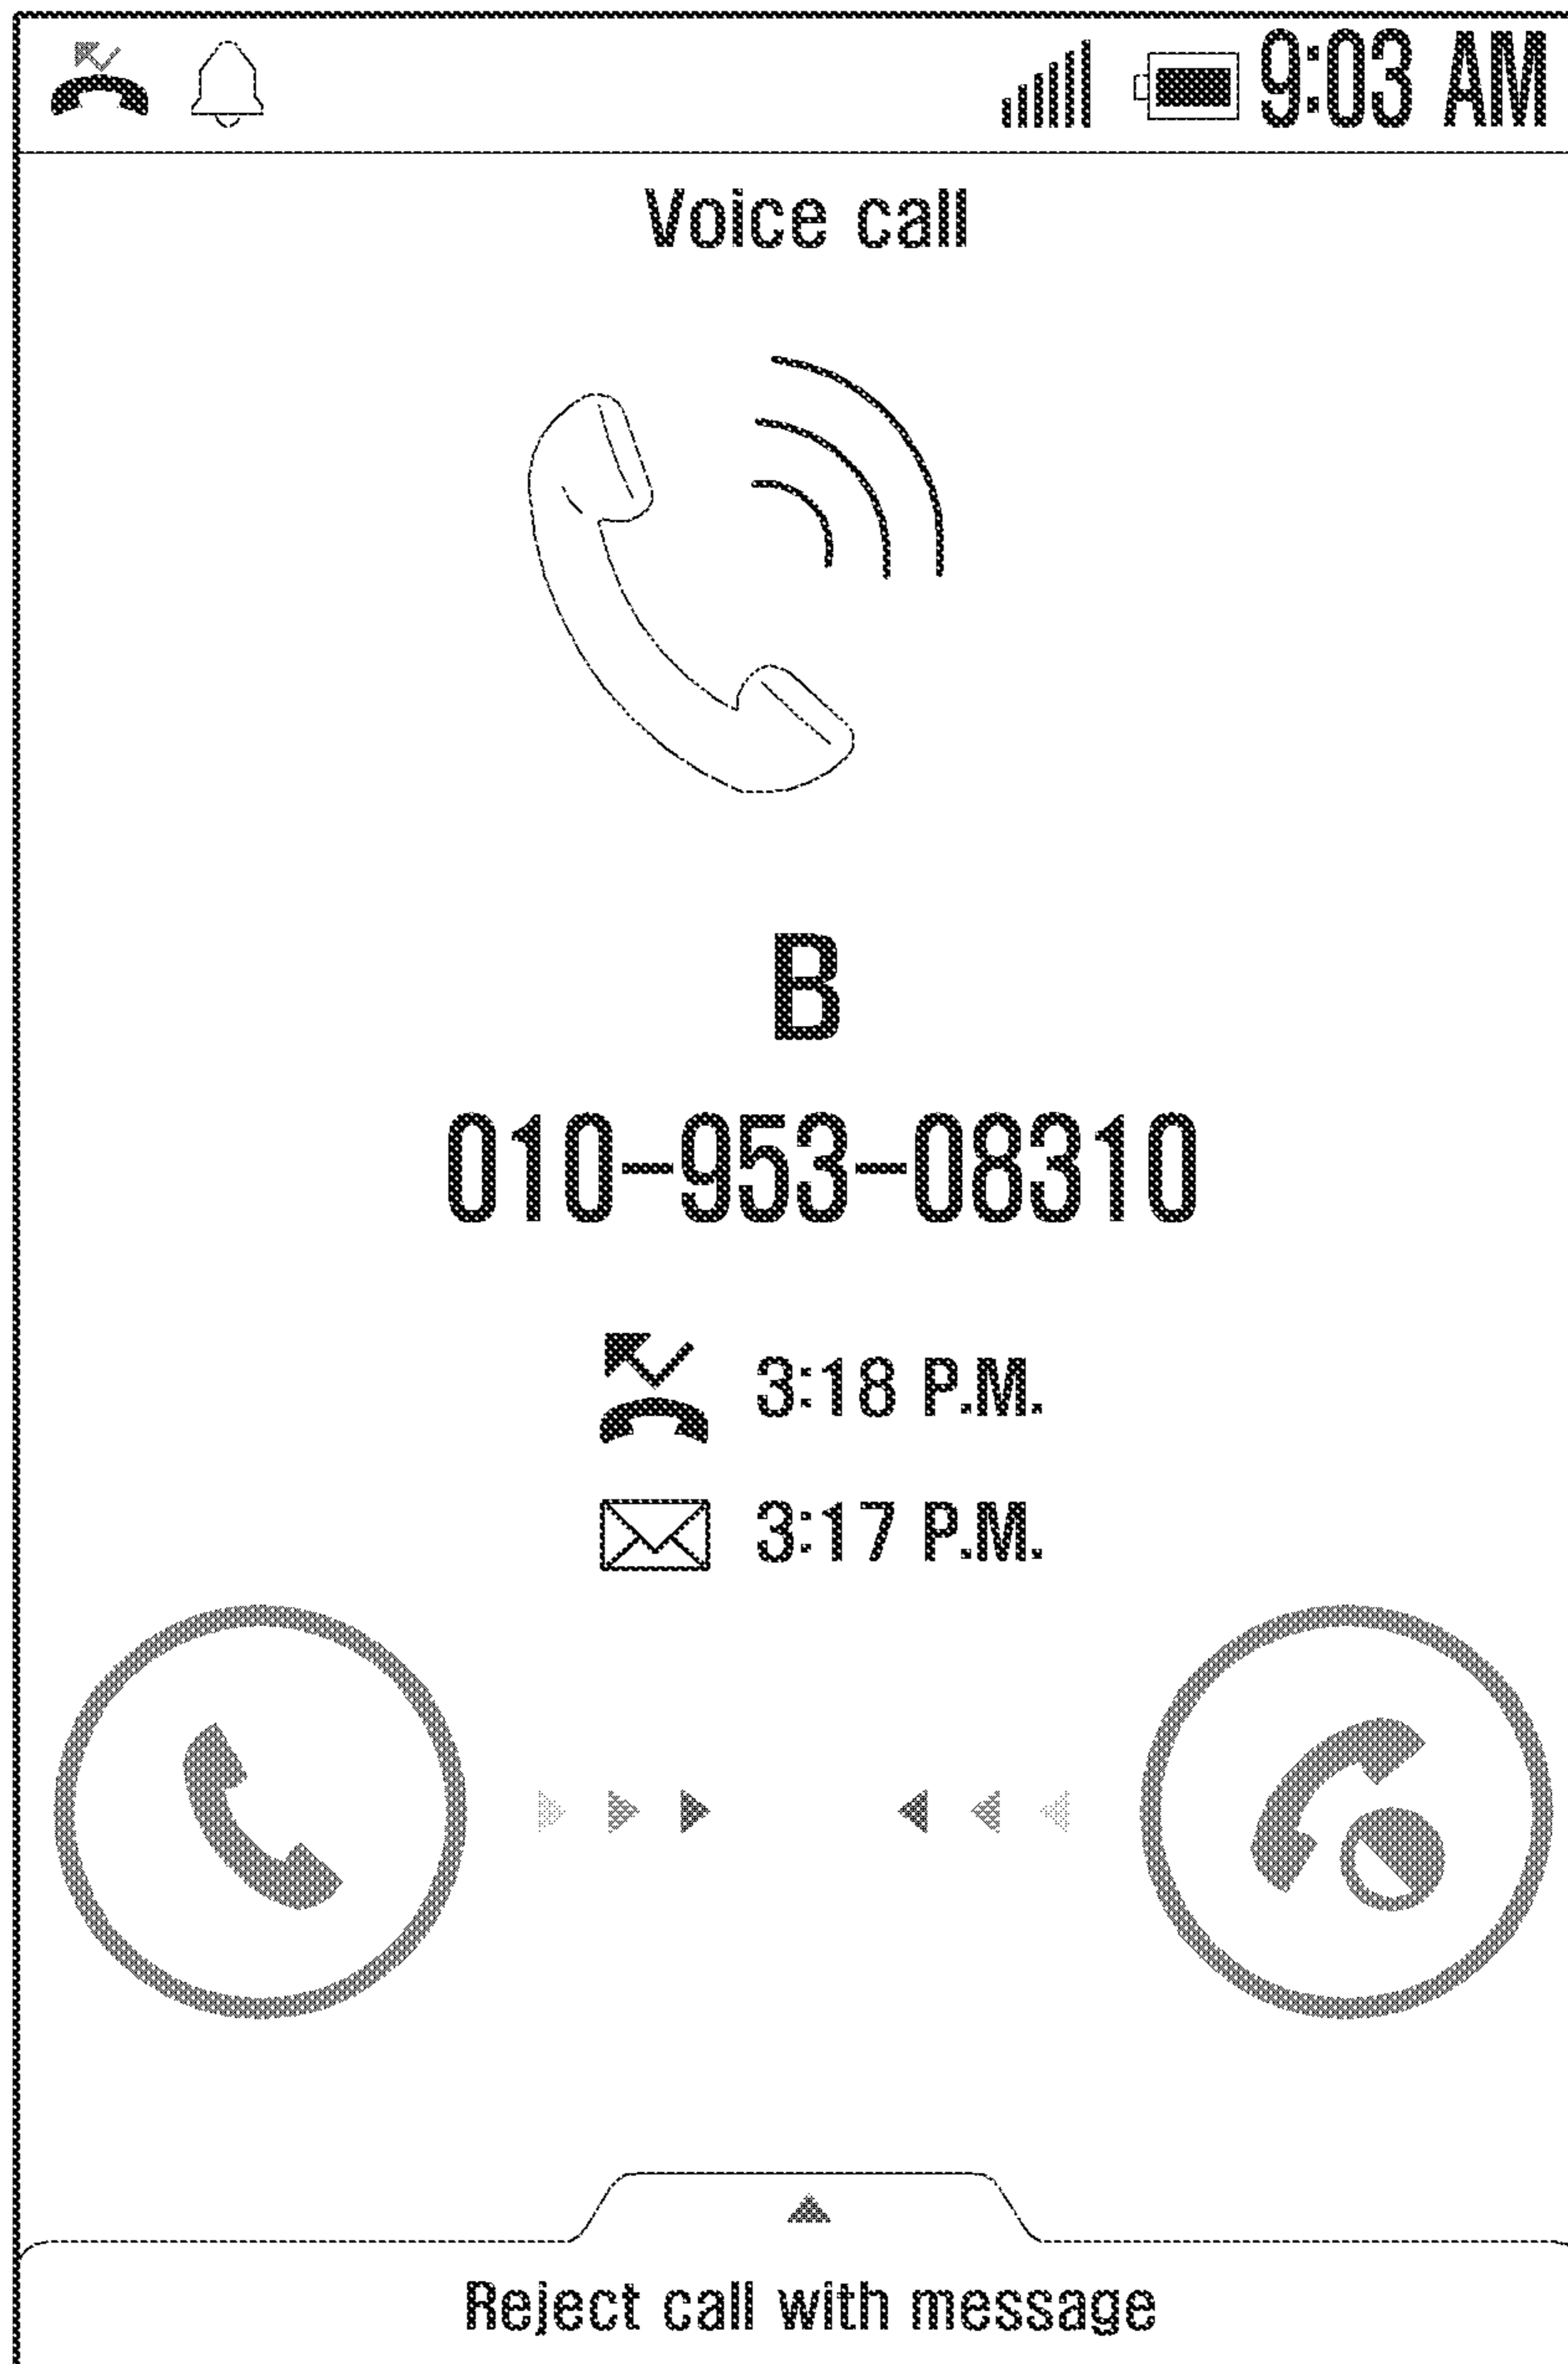 9:03 AM
Voice call
B
010-953-08310
3:18 P.M.
3:17 P.M.
Reject call with message